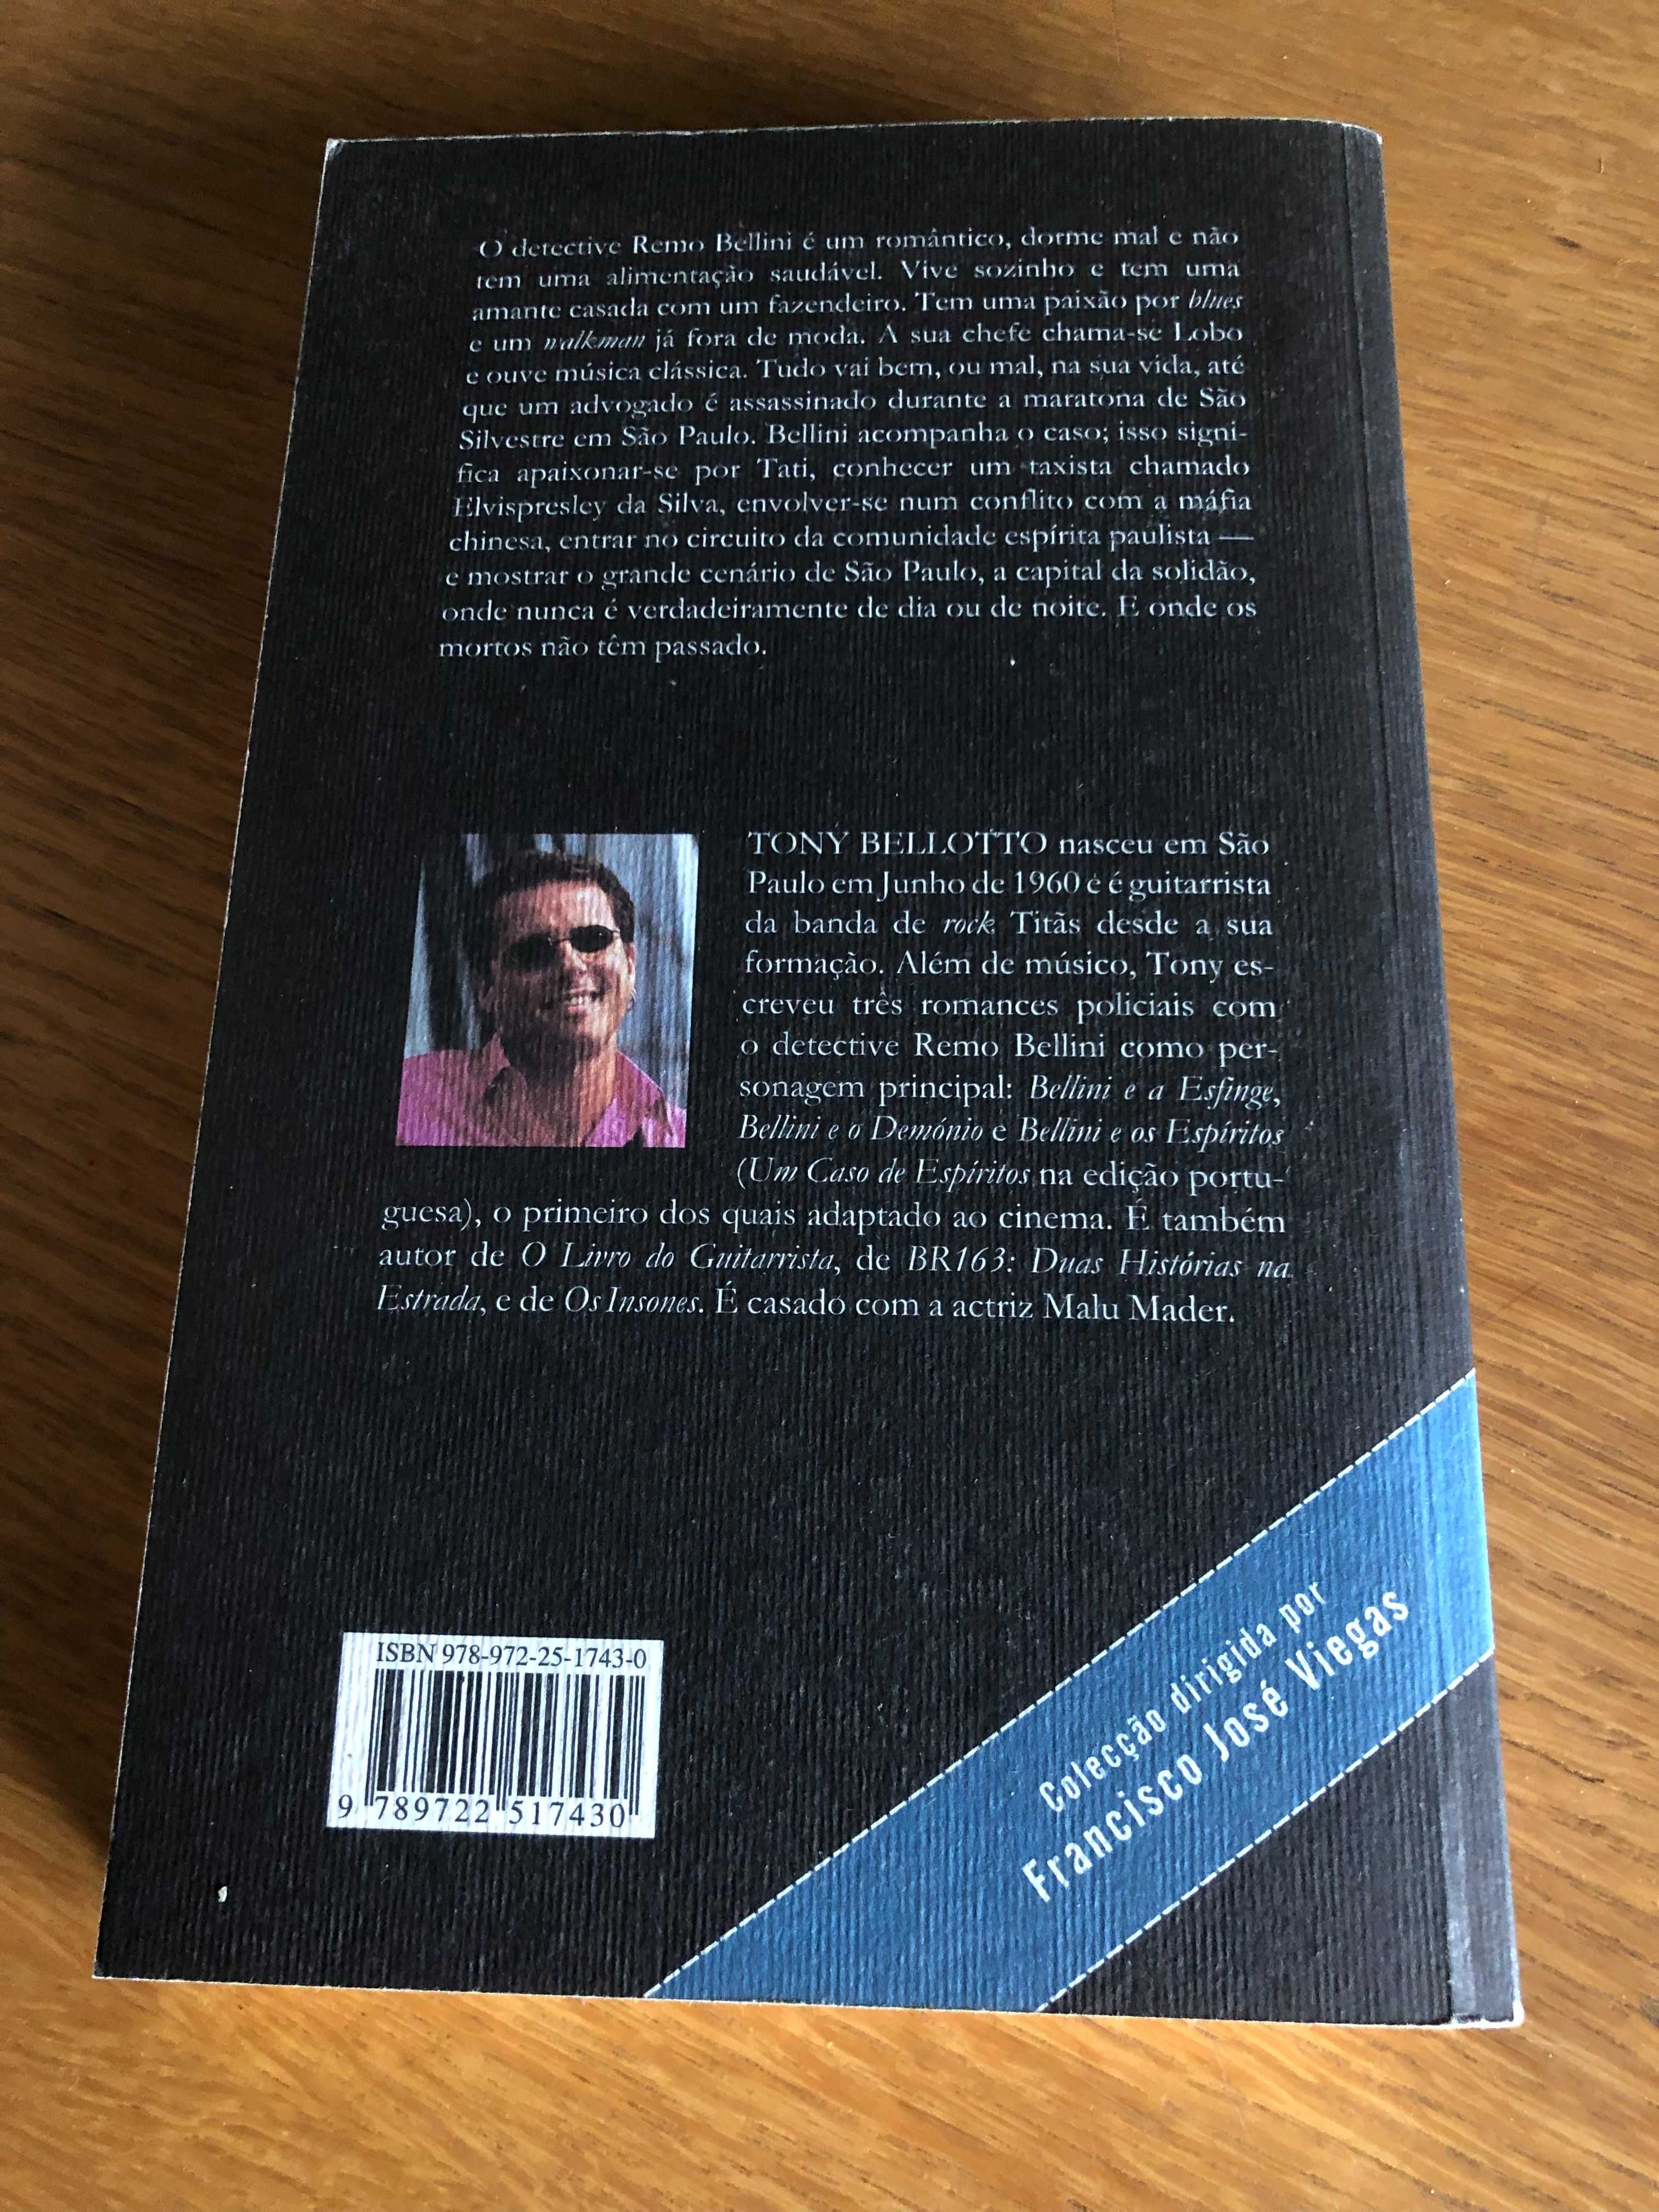 O detective Remo Bellini é um romântico, dorme mal e não
tem uma alimentação saudável. Vive sozinho e tem uma
amante casada com um fazendeiro. Tem uma paixão por blues
e um walkman já fora de moda. A sua chefe chama-se Lobo
e ouve música clássica. Tudo vai bem, ou mal, na sua vida, até
que um advogado é assassinado durante a maratona de São
Silvestre em São Paulo. Bellini acompanha o caso; isso signi-
fica apaixonar-se por Tati, conhecer um taxista chamado
Elvispresley da Silva, envolver-se num conflito com a máfia
chinesa, entrar no circuito da comunidade espírita paulista —
e mostrar o grande cenário de São Paulo, a capital da solidão,
onde nunca é verdadeiramente de dia ou de noite. E onde os
mortos não têm passado.
TONY BELLOTTO nasceu em São
Paulo em Junho de 1960 e é guitarrista
da banda de rock Titãs desde a sua
formação. Além de músico, Tony es-
creveu três romances policiais com
o detective Remo Bellini como per-
sonagem principal: Bellini e a Esfinge,
Bellini e o Demónio e Bellini e os Espíritos
(Um Caso de Espíritos na edição portu-
guesa), o primeiro dos quais adaptado ao cinema. É também
autor de O Livro do Guitarrista, de BR163: Duas Histórias na
Estrada, e de Os Insones. É casado com a actriz Malu Mader.
Colecção dirigida por
Francisco José Viegas
ISBN 978-972-25-1743-0
9 789722 517430